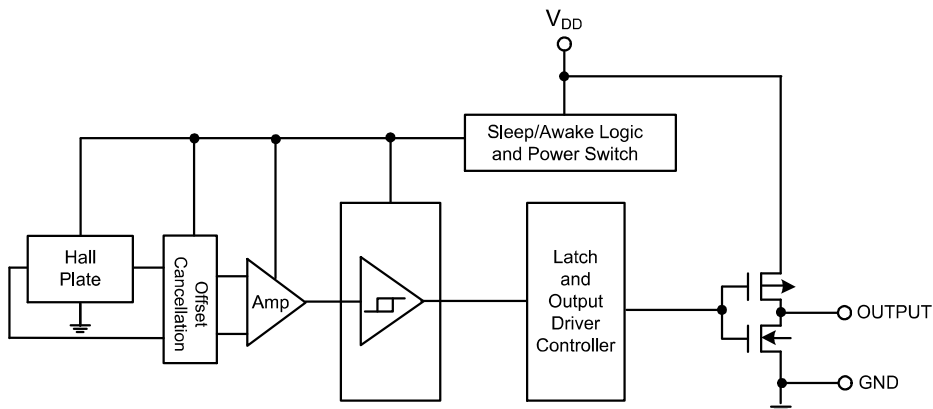 VDD
Sleep/Awake Logic
and Power Switch
Hall
Plate
Offset
Cancellation
Amp
Latch
and
Output
Driver
Controller
OUTPUT
GND